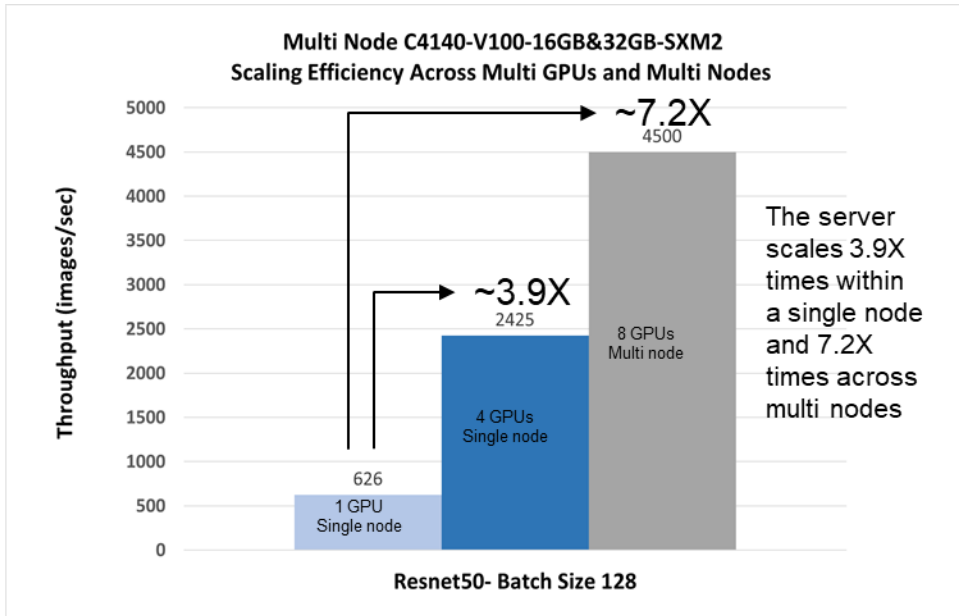 Multi Node C4140-V100-16GB&32GB-SXM2
Scaling Efficiency Across Multi GPUs and Multi Nodes
Throughput (images/sec)
5000
4500
4000
3500
3000
2500
2000
1500
1000
500
0
~7.2X
4500
~3.9X
2425
626
1 GPU
Single node
4 GPUs
Single node
8 GPUs
Multi node
Resnet50- Batch Size 128
The server
scales 3.9X
times within
a single node
and 7.2X
times across
multi nodes